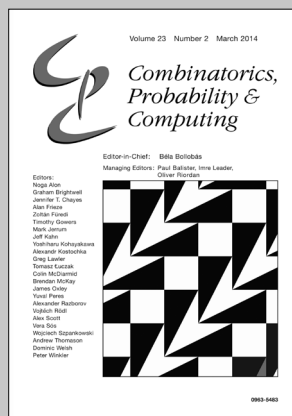 Volume 23 Number 2 March 2014
Combinatorics,
Probability &
Computing
Editor-in-Chief: Béla Bollobás
Managing Editors: Paul Balister, Imre Leader,
Oliver Riordan
Editors:
Noga Alon
Graham Brightwell
Jennifer T. Chayes
Alan Frieze
Zoltán Füredi
Timothy Gowers
Mark Jerrum
Jeff Kahn
Yoshiharu Kohayakawa
Alexandr Kostochka
Greg Lawler
Tomasz Łuczak
Colin McDiarmid
Brendan McKay
James Oxley
Yuval Peres
Alexander Razborov
Vojtěch Rödl
Alex Scott
Vera Sós
Wojciech Szpankowski
Andrew Thomason
Dominic Welsh
Peter Winkler
0963-5483